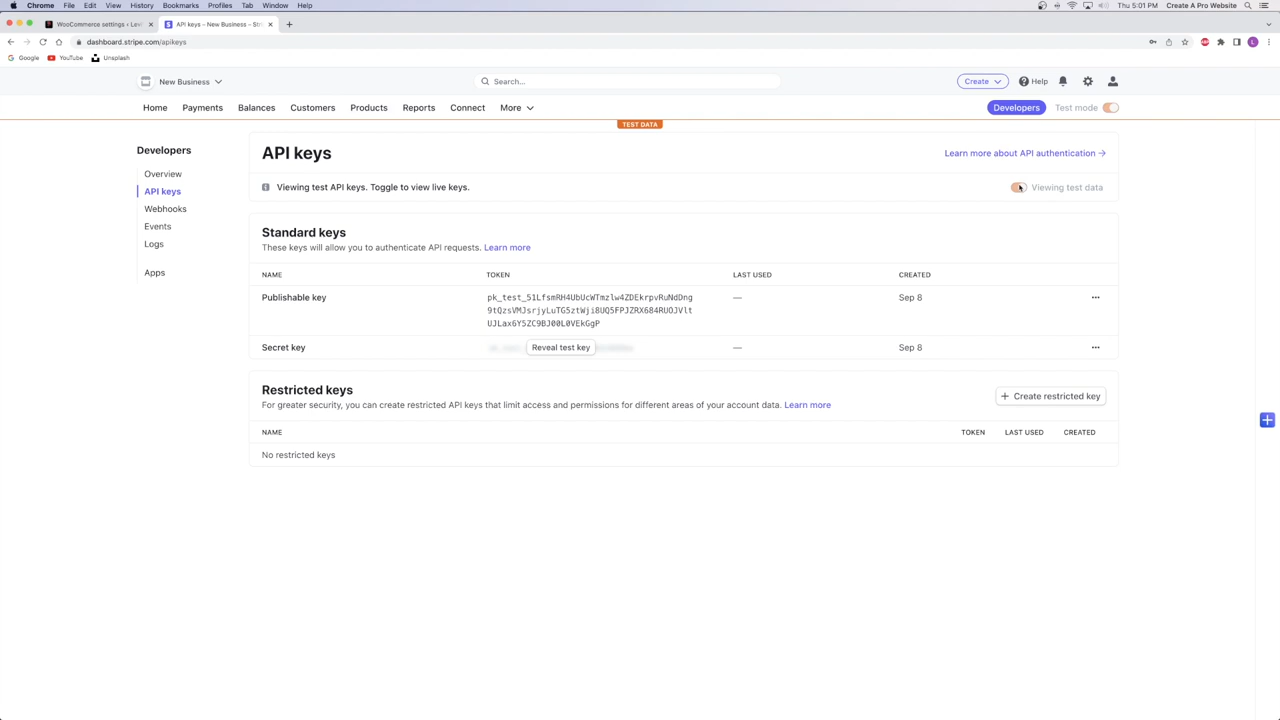 Chrome File Edit View History Bookmarks Profiles Tab Window Help
Thu 5:01 PM Create A Pro Website
WooCommerce settings ‹ Lev
API keys – New Business – Str
dashboard.stripe.com/apikeys
L
Google YouTube Unsplash
New Business
Search...
Create
Help
Home Payments Balances Customers Products Reports Connect More
Developers
Test mode
TEST DATA
Developers
Overview
API keys
Webhooks
Events
Logs
Apps
API keys
Learn more about API authentication →
Viewing test API keys. Toggle to view live keys.
Viewing test data
Standard keys
These keys will allow you to authenticate API requests. Learn more
NAME TOKEN LAST USED CREATED
Publishable key
pk_test_51LfsmRH4UbUcWTmzlw4ZDEkrpvRuNdDng
9tQzsVMJsrjyLuTG5ztWji8UQ5FPJZRX684RUOJVlt
UJLax6Y5ZC9BJ00L0VEkGgP
— Sep 8 •••
Secret key Reveal test key — Sep 8 •••
Restricted keys
For greater security, you can create restricted API keys that limit access and permissions for different areas of your account data. Learn more
+ Create restricted key
NAME TOKEN LAST USED CREATED
No restricted keys